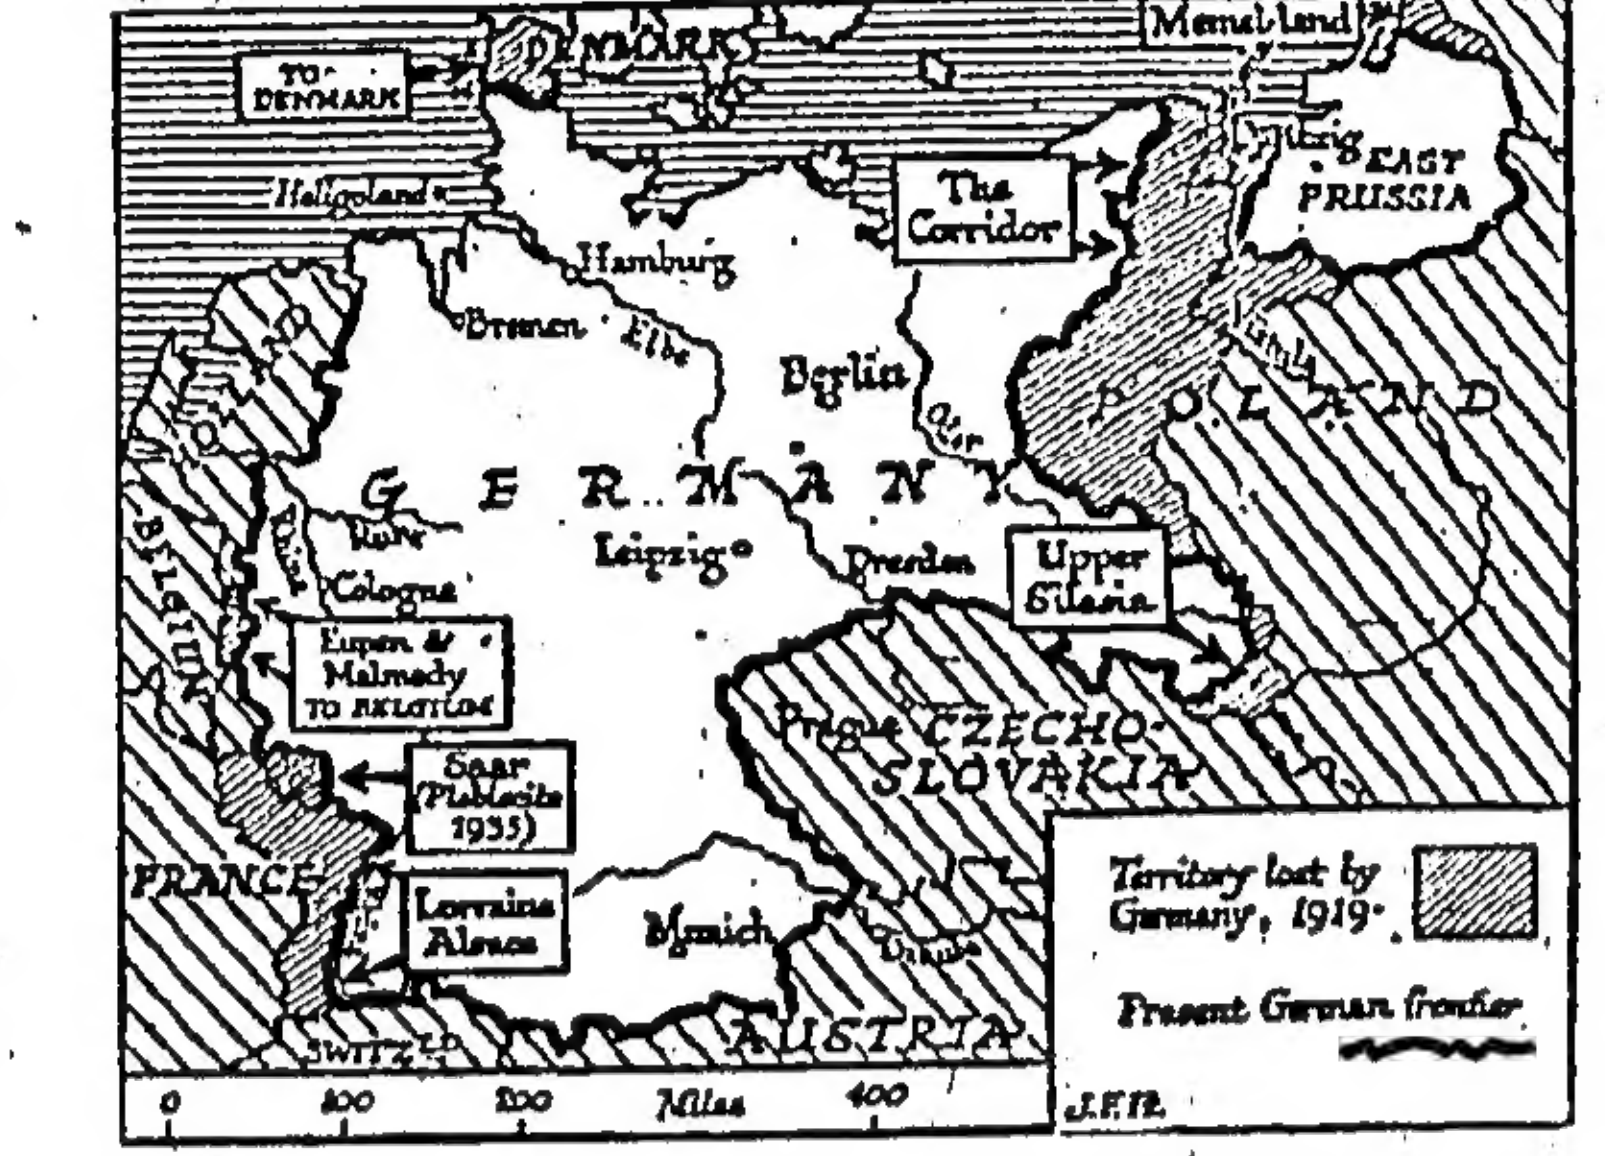 Memel-land
DENMARK
TO
DENMARK
Heligoland
Danzig
EAST
PRUSSIA
The
Corridor
Hamburg
Bremen
Elbe
Berlin
Oder
Vistula
POLAND
GERMANY
Ruhr
Rhine
Leipzig
Dresden
Upper
Silesia
Cologne
BELGIUM
Eupen &
Malmedy
TO BELGIUM
Prague
CZECHO-
SLOVAKIA
Saar
(Plebiscite
1935)
FRANCE
Lorraine
Alsace
Munich
Danube
Territory lost by
Germany, 1919.
Present German frontier
SWITZLD
AUSTRIA
0 100 200 Miles 400
J.F.H.